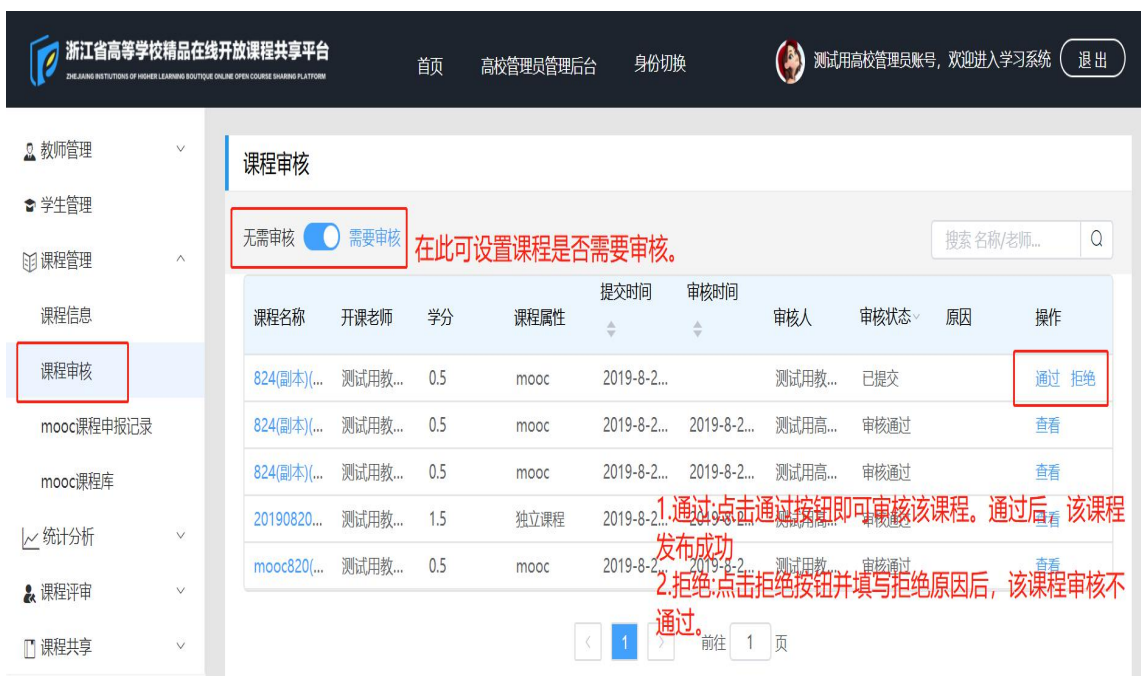 浙江省高等学校精品在线开放课程共享平台
ZHEJIANG INSTITUTIONS OF HIGHER LEARNING BOUTIQUE ONLINE OPEN COURSE SHARING PLATFORM
首页 高校管理员管理后台 身份切换 测试用高校管理员账号，欢迎进入学习系统 退出
教师管理
学生管理
课程管理
课程信息
课程审核
mooc课程申报记录
mooc课程库
统计分析
课程评审
课程共享
课程审核
无需审核 需要审核
在此可设置课程是否需要审核。
搜索 名称/老师...
课程名称 开课老师 学分 课程属性 提交时间 审核时间 审核人 审核状态 原因 操作
824(副本)(... 测试用教... 0.5 mooc 2019-8-2... 测试用教... 已提交 通过 拒绝
824(副本)(... 测试用教... 0.5 mooc 2019-8-2... 2019-8-2... 测试用高... 审核通过 查看
824(副本)(... 测试用教... 0.5 mooc 2019-8-2... 2019-8-2... 测试用高... 审核通过 查看
20190820... 测试用教... 1.5 独立课程 2019-8-2... 2019-8-2... 测试用高... 审核通过 查看
mooc820(... 测试用教... 0.5 mooc 2019-8-2... 2019-8-2... 测试用教... 审核通过 查看
1.通过:点击通过按钮即可审核该课程。通过后，该课程
发布成功
2.拒绝:点击拒绝按钮并填写拒绝原因后，该课程审核不
通过。
1 前往 1 页